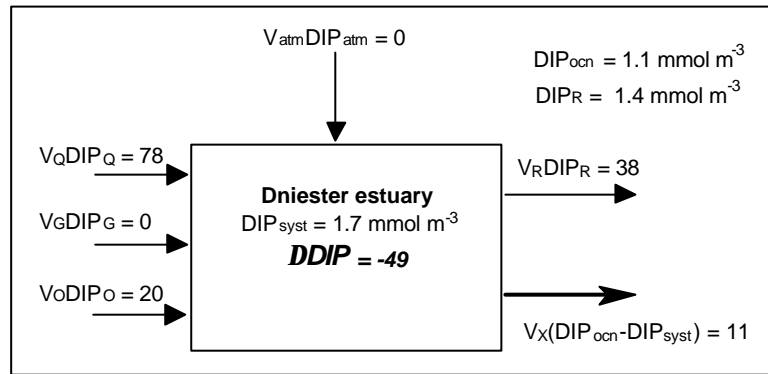 VatmDIPatm = 0
DIPocn = 1.1 mmol m-3
DIPR = 1.4 mmol m-3
VQDIPQ = 78
VGDIPG = 0
VODIPO = 20
Dniester estuary
DIPsyst = 1.7 mmol m-3
DDIP = -49
VRDIPR = 38
VX(DIPocn-DIPsyst) = 11